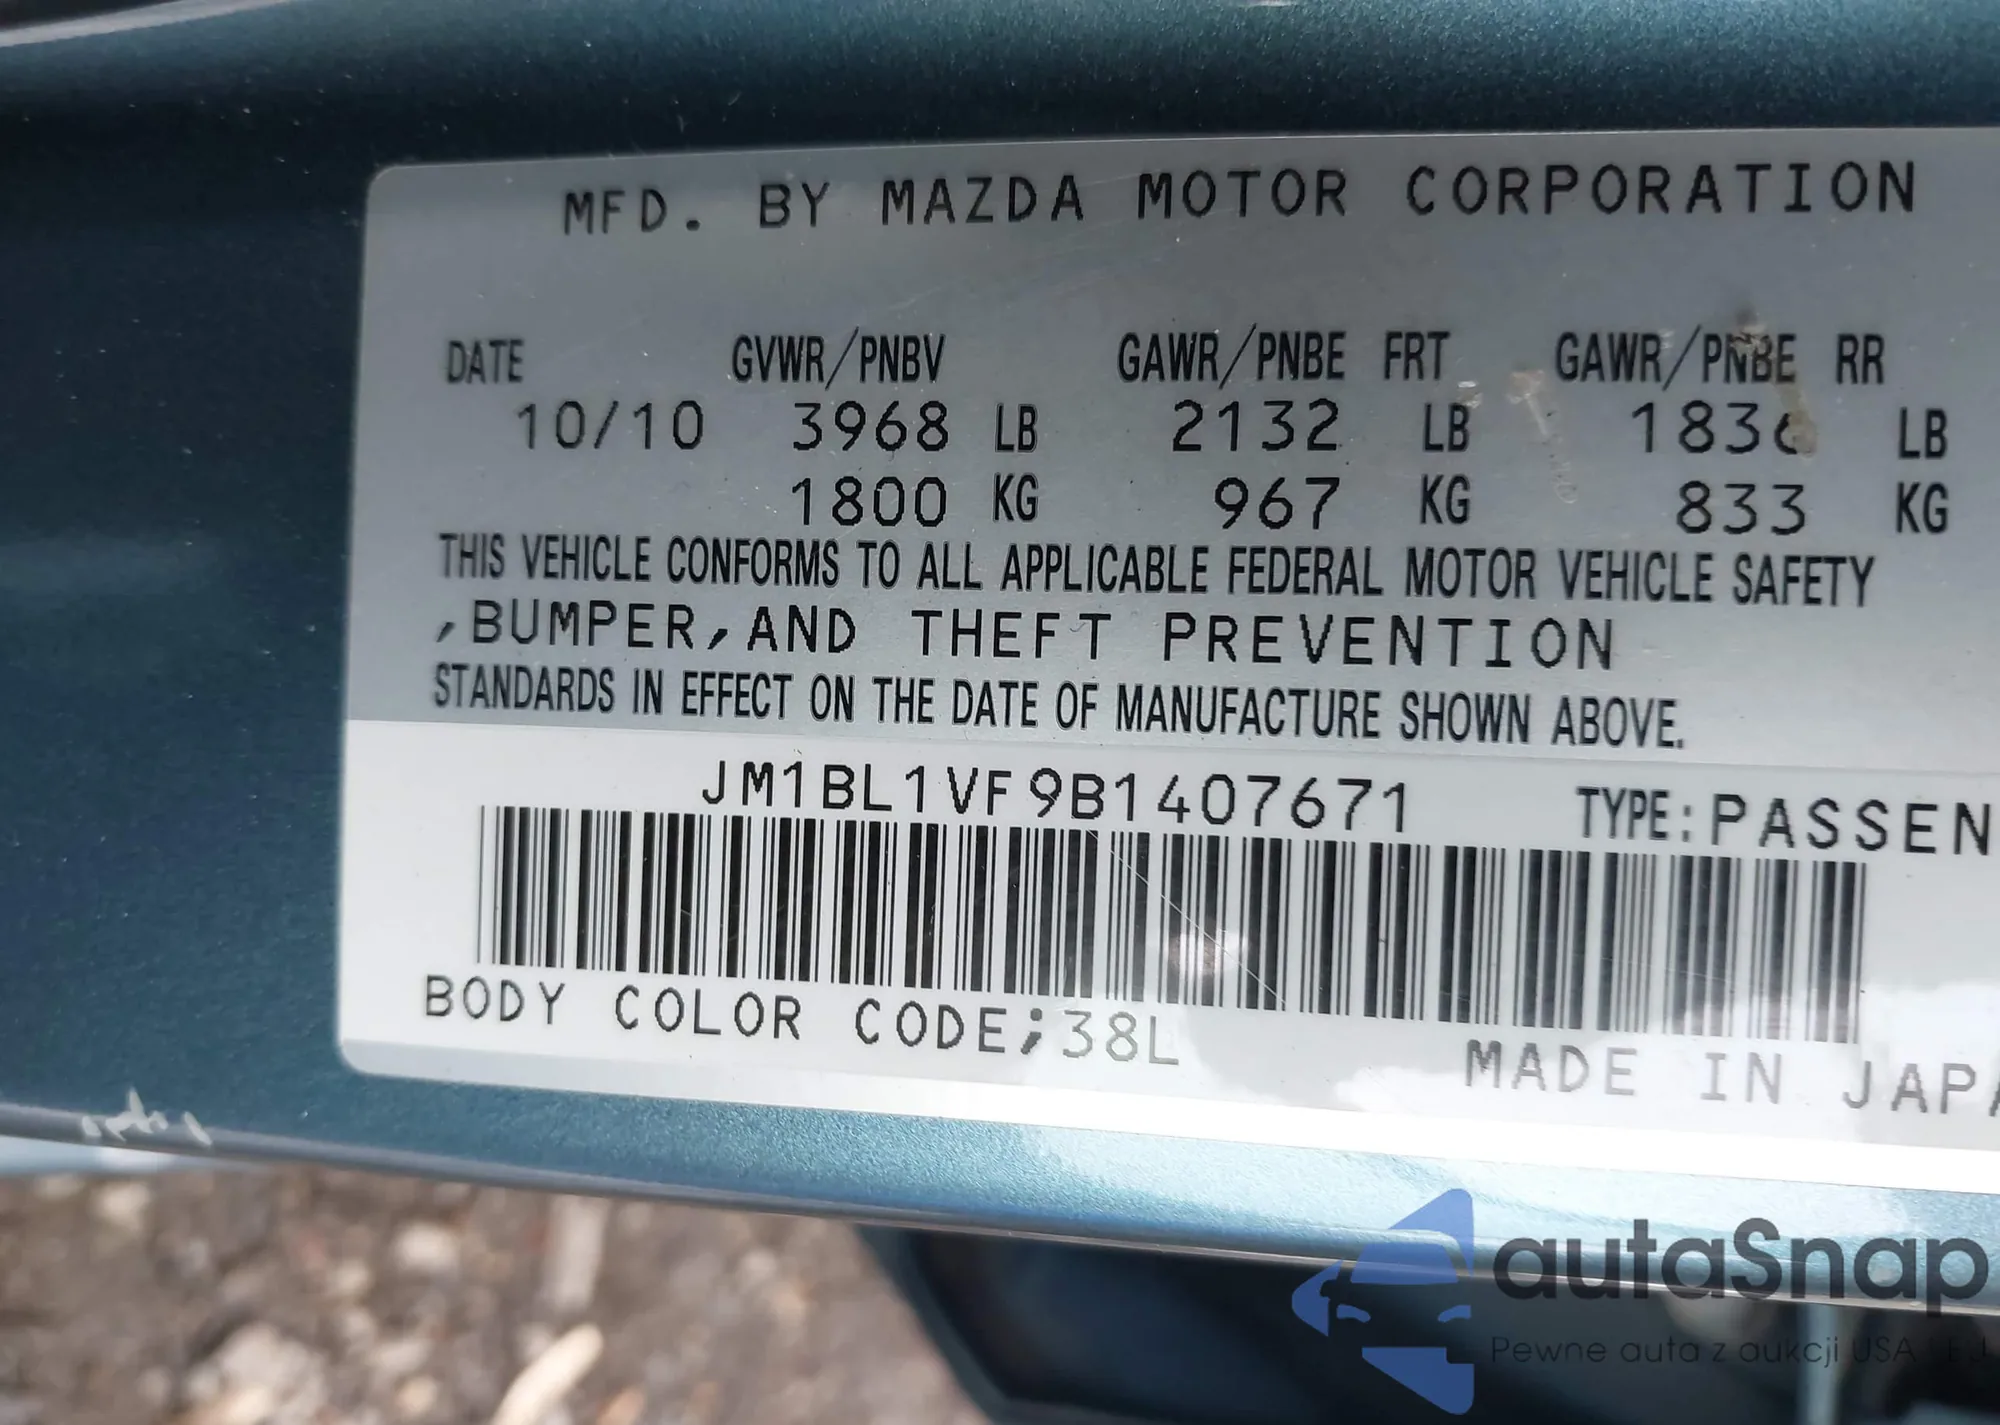 MFD. BY MAZDA MOTOR CORPORATION
DATE GVWR/PNBV GAWR/PNBE FRT GAWR/PNBE RR
10/10 3968 LB 2132 LB 1836 LB
1800 KG 967 KG 833 KG
THIS VEHICLE CONFORMS TO ALL APPLICABLE FEDERAL MOTOR VEHICLE SAFETY
,BUMPER,AND THEFT PREVENTION
STANDARDS IN EFFECT ON THE DATE OF MANUFACTURE SHOWN ABOVE.
JM1BL1VF9B1407671 TYPE:PASSEN
BODY COLOR CODE;38L
MADE IN JAPA
autaSnap
Pewne auta z aukcji USA i EU